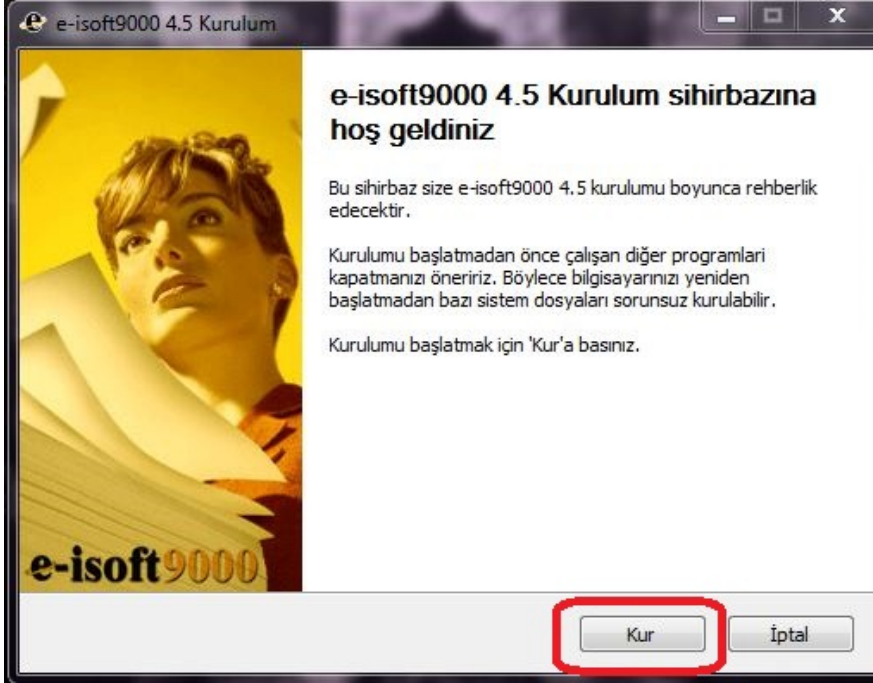 e-isoft9000 4.5 Kurulum
e-isoft9000 4.5 Kurulum sihirbazına
hoş geldiniz
Bu sihirbaz size e-isoft9000 4.5 kurulumu boyunca rehberlik
edecektir.
Kurulumu başlatmadan önce çalışan diğer programlari
kapatmanızı öneririz. Böylece bilgisayarınızı yeniden
başlatmadan bazı sistem dosyaları sorunsuz kurulabilir.
Kurulumu başlatmak için 'Kur'a basınız.
e-isoft9000
Kur
İptal